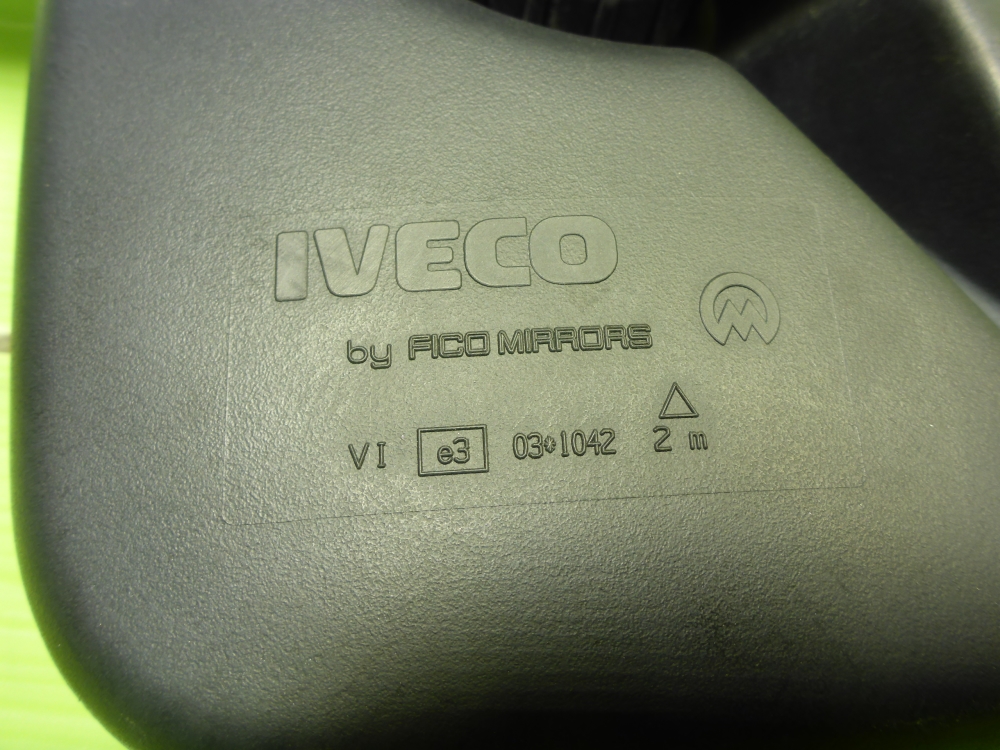 IVECO
by FICO MIRRORS
VI e3 03*1042 2 m